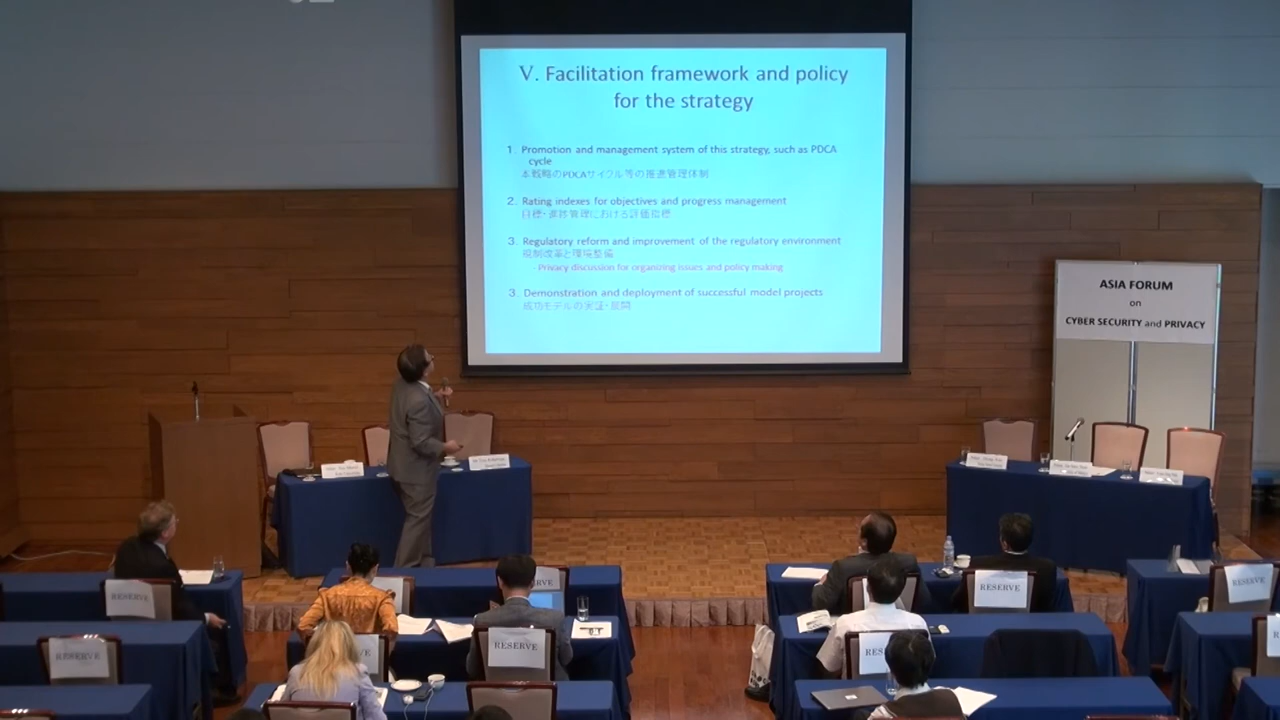 V. Facilitation framework and policy
for the strategy
1. Promotion and management system of this strategy, such as PDCA
cycle
本戦略のPDCAサイクル等の推進管理体制
2. Rating indexes for objectives and progress management
目標・進捗管理における評価指標
3. Regulatory reform and improvement of the regulatory environment
規制改革と環境整備
- Privacy discussion for organizing issues and policy making
3. Demonstration and deployment of successful model projects
成功モデルの実証・展開
ASIA FORUM
on
CYBER SECURITY and PRIVACY
RESERVE
RESERVE
RESERVE
RESERVE
RESERVE